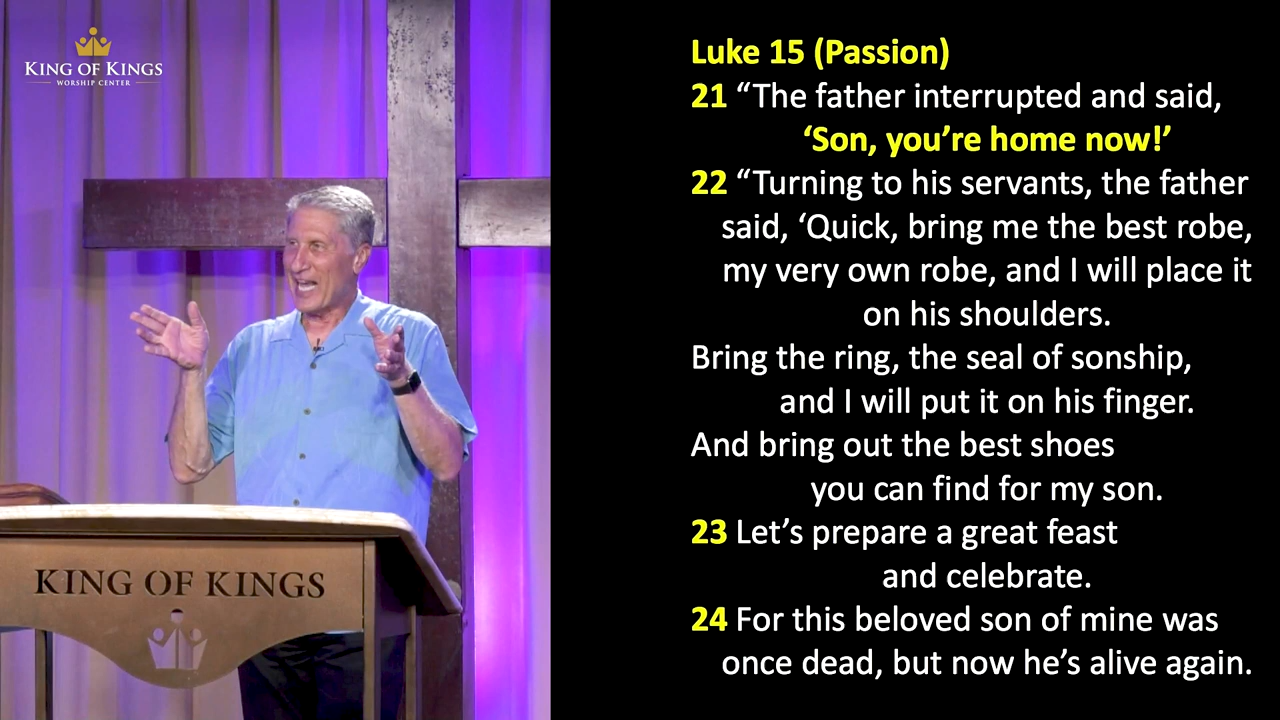 KING OF KINGS
WORSHIP CENTER
KING OF KINGS
Luke 15 (Passion)
21 “The father interrupted and said,
‘Son, you’re home now!’
22 “Turning to his servants, the father
said, ‘Quick, bring me the best robe,
my very own robe, and I will place it
on his shoulders.
Bring the ring, the seal of sonship,
and I will put it on his finger.
And bring out the best shoes
you can find for my son.
23 Let’s prepare a great feast
and celebrate.
24 For this beloved son of mine was
once dead, but now he’s alive again.